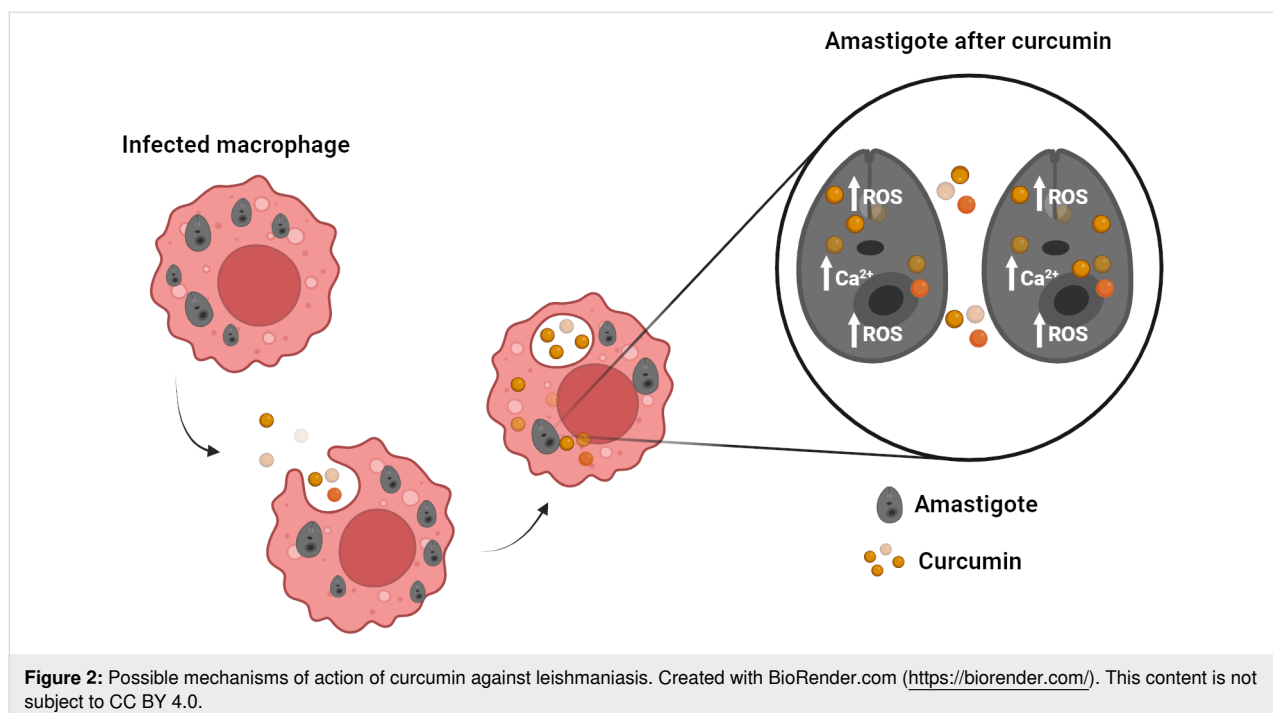 Amastigote after curcumin
Infected macrophage
ROS
ROS
Ca²⁺
Ca²⁺
ROS
ROS
Amastigote
Curcumin
Figure 2: Possible mechanisms of action of curcumin against leishmaniasis. Created with BioRender.com (https://biorender.com/). This content is not
subject to CC BY 4.0.